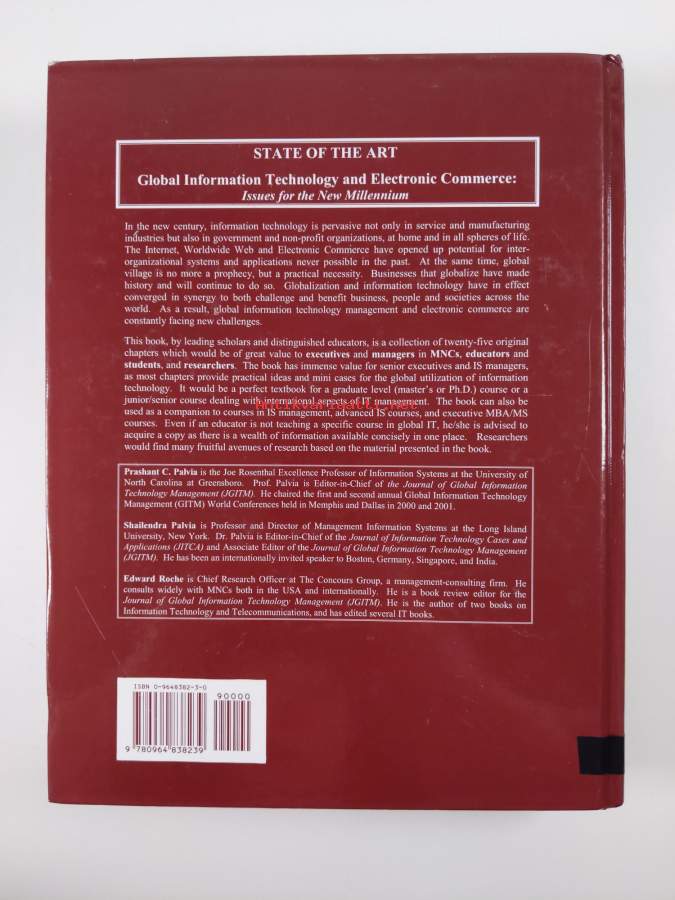 STATE OF THE ART
Global Information Technology and Electronic Commerce:
Issues for the New Millennium
In the new century, information technology is pervasive not only in service and manufacturing
industries but also in government and non-profit organizations, at home and in all spheres of life.
The Internet, Worldwide Web and Electronic Commerce have opened up potential for inter-
organizational systems and applications never possible in the past. At the same time, global
village is no more a prophecy, but a practical necessity. Businesses that globalize have made
history and will continue to do so. Globalization and information technology have in effect
converged in synergy to both challenge and benefit business, people and societies across the
world. As a result, global information technology management and electronic commerce are
constantly facing new challenges.
This book, by leading scholars and distinguished educators, is a collection of twenty-five original
chapters which would be of great value to executives and managers in MNCs, educators and
students, and researchers. The book has immense value for senior executives and IS managers,
as most chapters provide practical ideas and mini cases for the global utilization of information
technology. It would be a perfect textbook for a graduate level (master's or Ph.D.) course or a
junior/senior course dealing with international aspects of IT management. The book can also be
Antikvariaatti.net
used as a companion to courses in IS management, advanced IS courses, and executive MBA/MS
courses. Even if an educator is not teaching a specific course in global IT, he/she is advised to
acquire a copy as there is a wealth of information available concisely in one place. Researchers
would find many fruitful avenues of research based on the material presented in the book.
Prashant C. Palvia is the Joe Rosenthal Excellence Professor of Information Systems at the University of
North Carolina at Greensboro. Prof. Palvia is Editor-in-Chief of the Journal of Global Information
Technology Management (JGITM). He chaired the first and second annual Global Information Technology
Management (GITM) World Conferences held in Memphis and Dallas in 2000 and 2001.
Shailendra Palvia is Professor and Director of Management Information Systems at the Long Island
University, New York. Dr. Palvia is Editor-in-Chief of the Journal of Information Technology Cases and
Applications (JITCA) and Associate Editor of the Journal of Global Information Technology Management
(JGITM). He has been an internationally invited speaker to Boston, Germany, Singapore, and India.
Edward Roche is Chief Research Officer at The Concours Group, a management-consulting firm. He
consults widely with MNCs both in the USA and internationally. He is a book review editor for the
Journal of Global Information Technology Management (JGITM). He is the author of two books on
Information Technology and Telecommunications, and has edited several IT books.
ISBN 0-9648382-3-0
90000
9 780964 838239